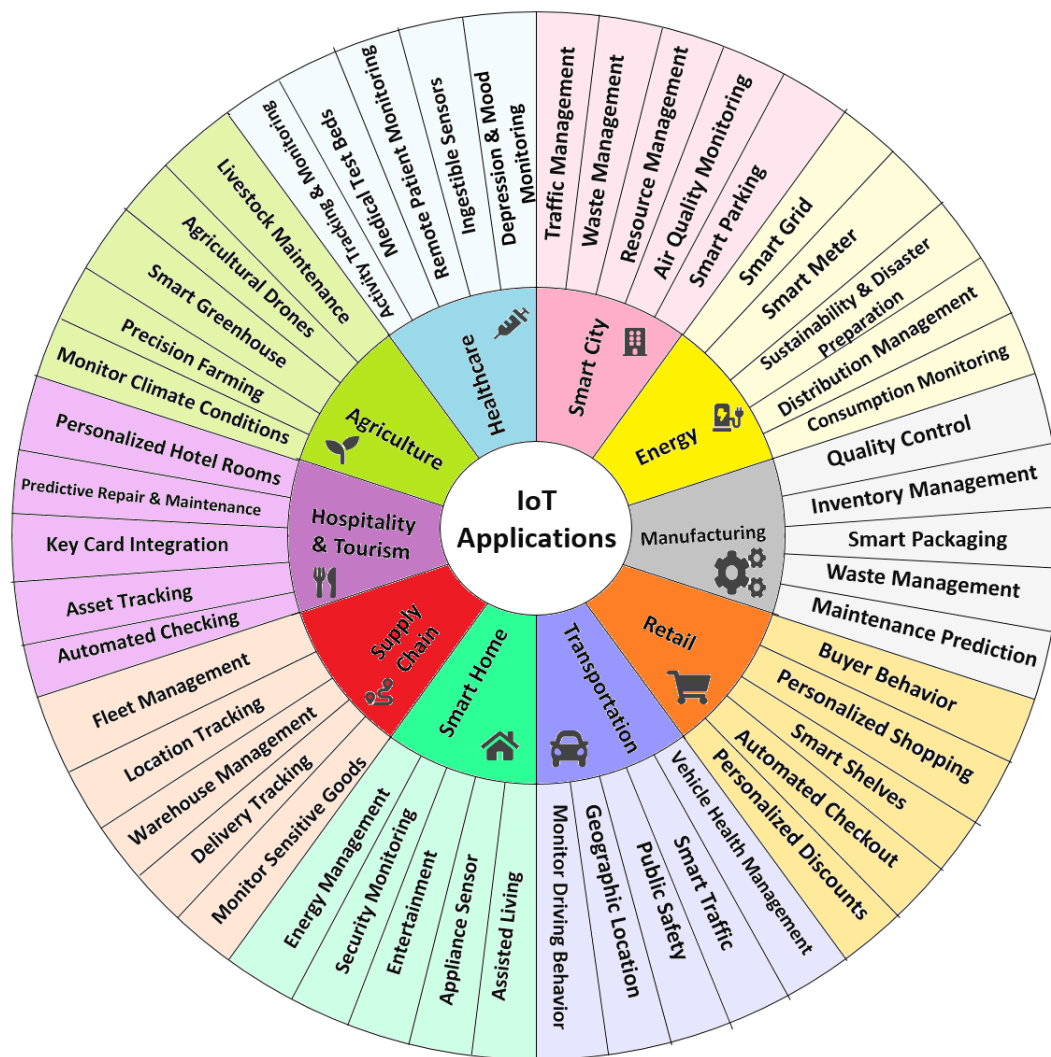 IoT
Applications
Smart City
Traffic Management
Waste Management
Resource Management
Air Quality Monitoring
Smart Parking
Energy
Smart Grid
Smart Meter
Sustainability & Disaster
Preparation
Distribution Management
Consumption Monitoring
Manufacturing
Quality Control
Inventory Management
Smart Packaging
Waste Management
Maintenance Prediction
Retail
Buyer Behavior
Personalized Shopping
Smart Shelves
Automated Checkout
Personalized Discounts
Transportation
Vehicle Health Management
Smart Traffic
Public Safety
Geographic Location
Monitor Driving Behavior
Smart Home
Assisted Living
Appliance Sensor
Entertainment
Security Monitoring
Energy Management
Supply
Chain
Monitor Sensitive Goods
Delivery Tracking
Warehouse Management
Location Tracking
Fleet Management
Hospitality
& Tourism
Automated Checking
Asset Tracking
Key Card Integration
Predictive Repair & Maintenance
Personalized Hotel Rooms
Agriculture
Monitor Climate Conditions
Precision Farming
Smart Greenhouse
Agricultural Drones
Livestock Maintenance
Healthcare
Activity Tracking & Monitoring
Medical Test Beds
Remote Patient Monitoring
Ingestible Sensors
Depression & Mood
Monitoring